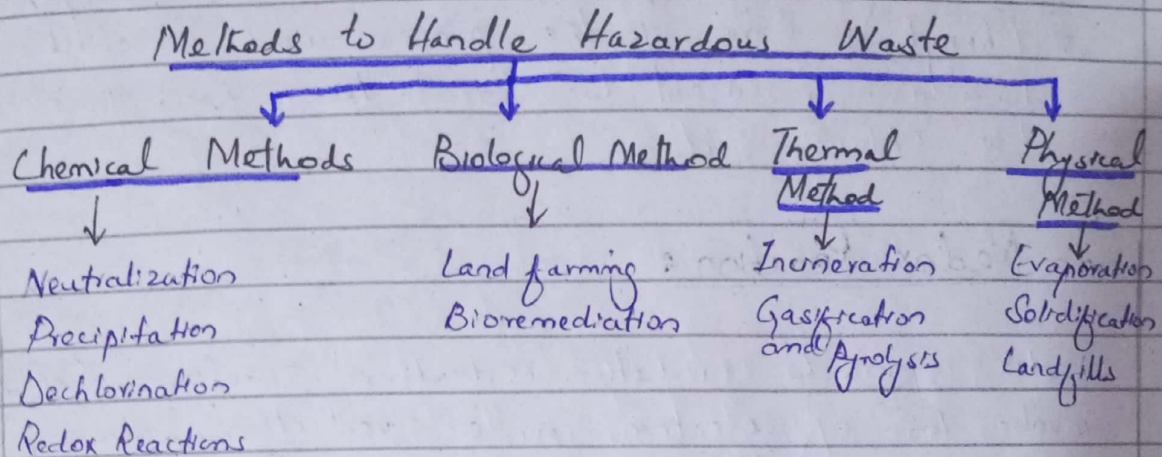 Methods to Handle Hazardous Waste
Chemical Methods
Biological Method
Thermal
Method
Physical
Method
Neutralization
Precipitation
Dechlorination
Redox Reactions
Land farming :
Bioremediation
Incineration
Gasification
and Pyrolysis
Evaporation
Solidification
Landfills